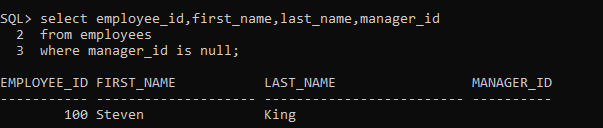 SQL> select employee_id,first_name,last_name,manager_id
  2  from employees
  3  where manager_id is null;
EMPLOYEE_ID FIRST_NAME           LAST_NAME                 MANAGER_ID
----------- -------------------- ------------------------- ----------
        100 Steven               King